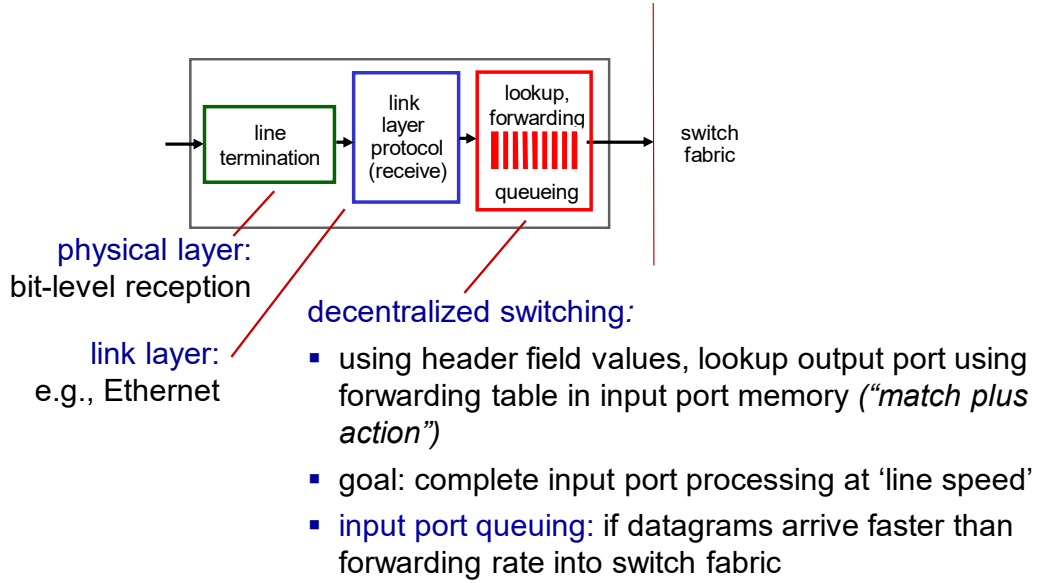 line
termination
link
layer
protocol
(receive)
lookup,
forwarding
queueing
switch
fabric
physical layer:
bit-level reception
link layer:
e.g., Ethernet
decentralized switching:
▪ using header field values, lookup output port using
forwarding table in input port memory (“match plus
action”)
▪ goal: complete input port processing at ‘line speed’
▪ input port queuing: if datagrams arrive faster than
forwarding rate into switch fabric